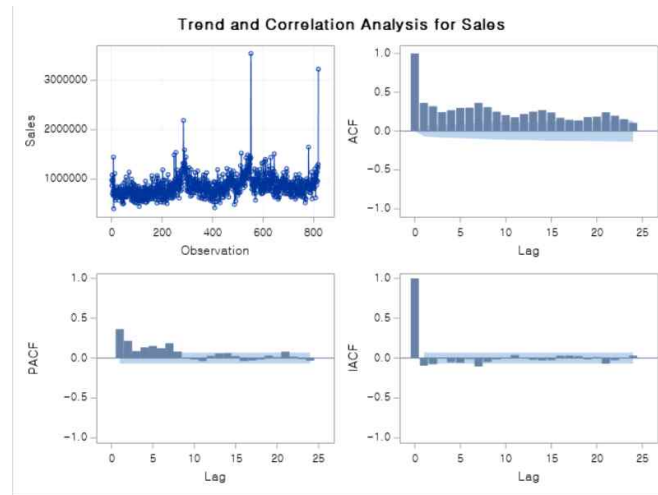 Trend and Correlation Analysis for Sales
3000000
2000000
1000000
Sales
0 200 400 600 800
Observation
1.0
0.5
0.0
-0.5
-1.0
ACF
0 5 10 15 20 25
Lag
1.0
0.5
0.0
-0.5
-1.0
PACF
0 5 10 15 20 25
Lag
1.0
0.5
0.0
-0.5
-1.0
IACF
0 5 10 15 20 25
Lag